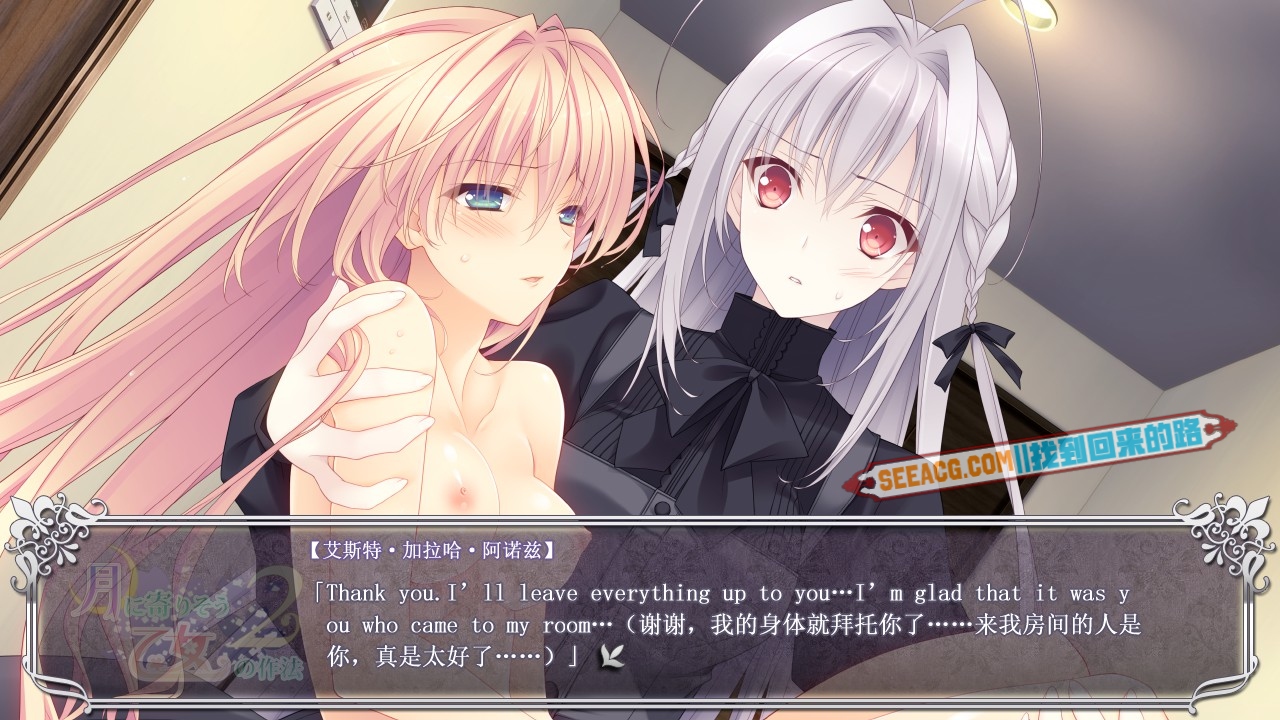 SEEACG.COM||找到回来的路
【艾斯特·加拉哈·阿诺兹】
「Thank you.I’ll leave everything up to you…I’m glad that it was y
ou who came to my room…（谢谢，我的身体就拜托你了……来我房间的人是
你，真是太好了……）」
月に寄りそう
乙女
の作法
2